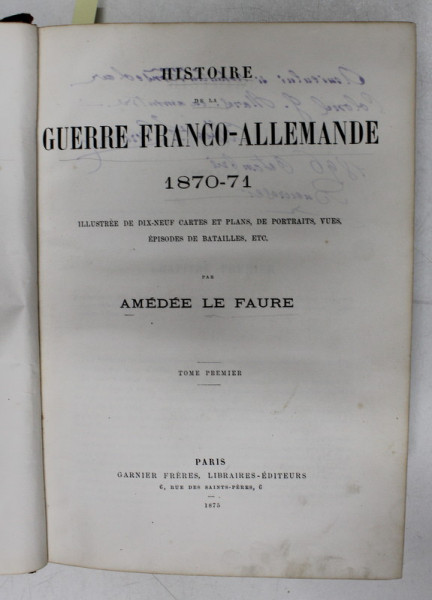 HISTOIRE
DE LA
GUERRE FRANCO-ALLEMANDE
1870-71
ILLUSTRÉE DE DIX-NEUF CARTES ET PLANS, DE PORTRAITS, VUES,
ÉPISODES DE BATAILLES, ETC.
PAR
AMÉDÉE LE FAURE
TOME PREMIER
PARIS
GARNIER FRÈRES, LIBRAIRES-ÉDITEURS
6, RUE DES SAINTS-PÈRES, 6
1875